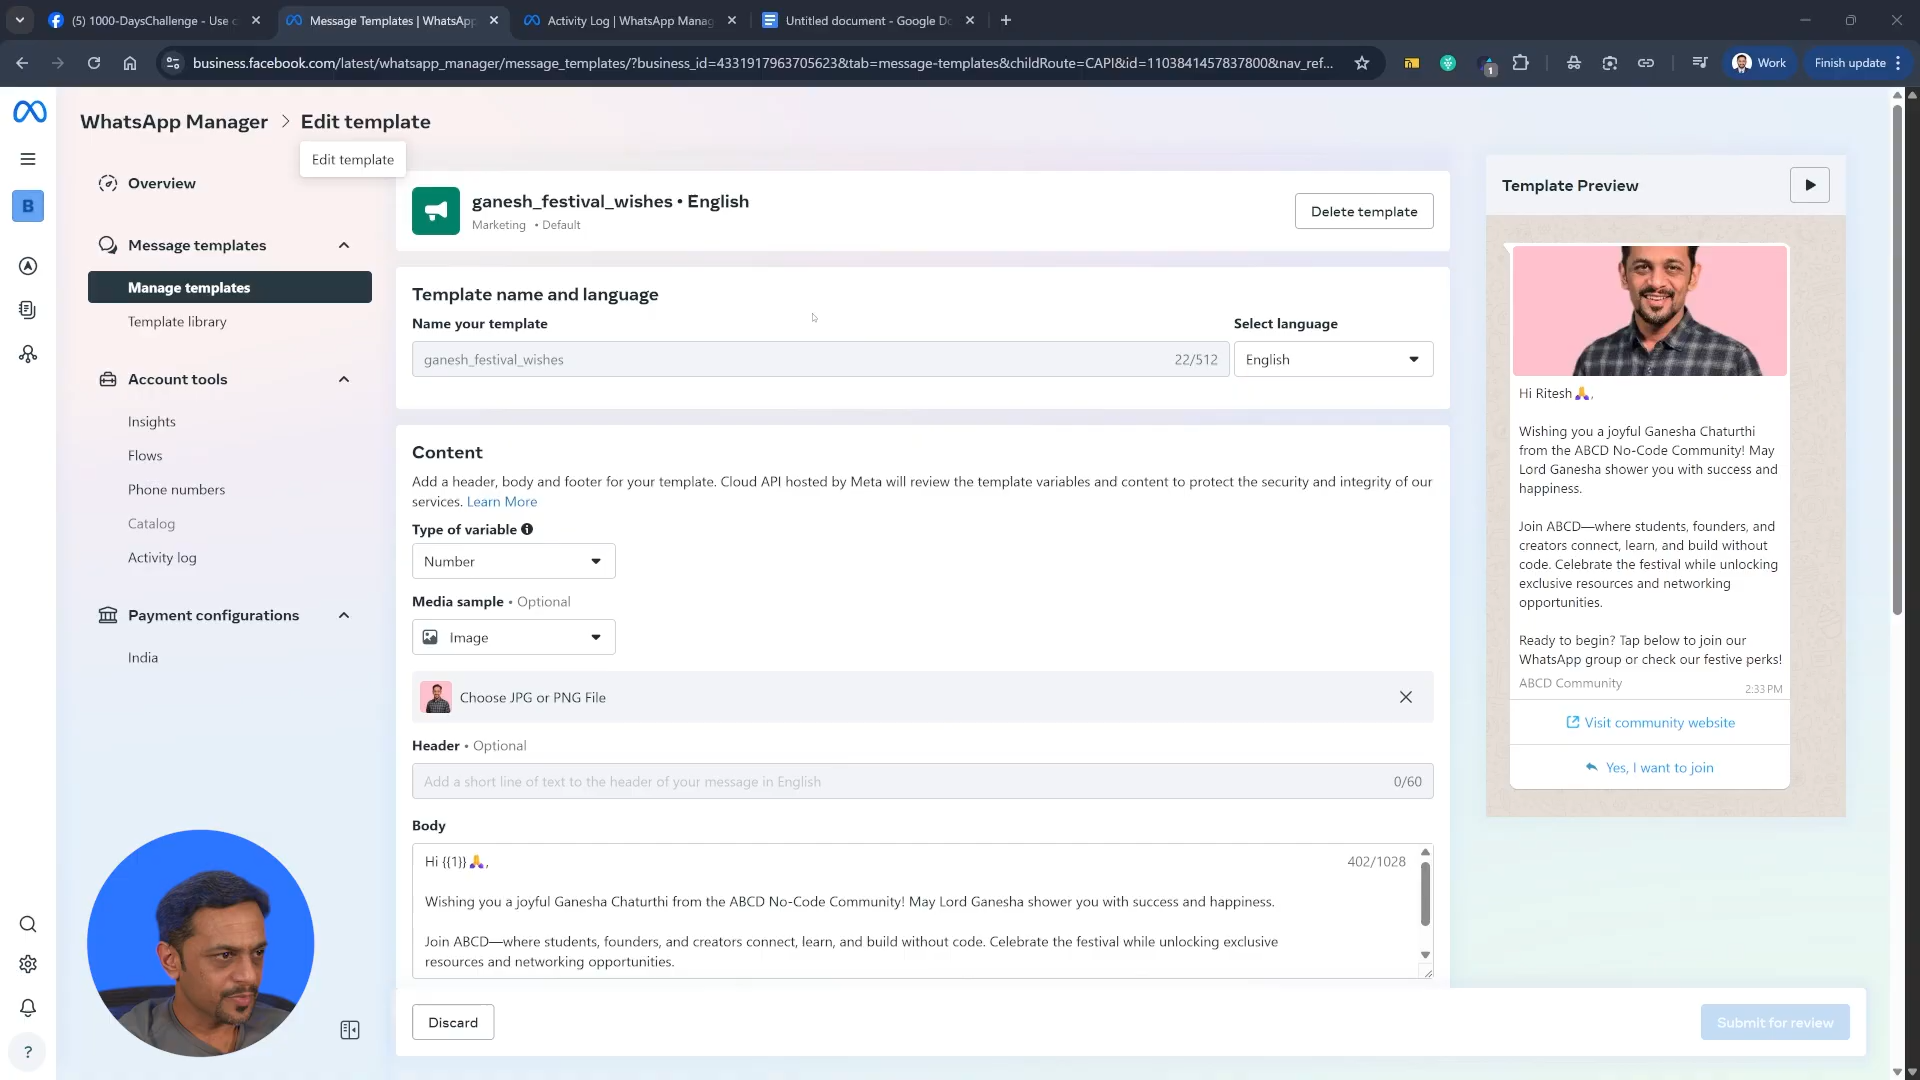 (5) 1000-DaysChallenge - Use c
Message Templates | WhatsApp
Activity Log | WhatsApp Manag
Untitled document - Google Do
business.facebook.com/latest/whatsapp_manager/message_templates/?business_id=4331917963705623&tab=message-templates&childRoute=CAPI&id=1103841457837800&nav_ref...
1
Work
Finish update
WhatsApp Manager > Edit template
Edit template
B
Overview
Message templates
Manage templates
Template library
Account tools
Insights
Flows
Phone numbers
Catalog
Activity log
Payment configurations
India
?
ganesh_festival_wishes • English
Marketing • Default
Delete template
Template name and language
Name your template
Select language
ganesh_festival_wishes
22/512
English
Content
Add a header, body and footer for your template. Cloud API hosted by Meta will review the template variables and content to protect the security and integrity of our
services. Learn More
Type of variable
Number
Media sample • Optional
Image
Choose JPG or PNG File
Header • Optional
Add a short line of text to the header of your message in English
0/60
Body
Hi {{1}}🙏,
402/1028
Wishing you a joyful Ganesha Chaturthi from the ABCD No-Code Community! May Lord Ganesha shower you with success and happiness.
Join ABCD—where students, founders, and creators connect, learn, and build without code. Celebrate the festival while unlocking exclusive
resources and networking opportunities.
Discard
Submit for review
Template Preview
Hi Ritesh🙏,
Wishing you a joyful Ganesha Chaturthi
from the ABCD No-Code Community! May
Lord Ganesha shower you with success and
happiness.
Join ABCD—where students, founders, and
creators connect, learn, and build without
code. Celebrate the festival while unlocking
exclusive resources and networking
opportunities.
Ready to begin? Tap below to join our
WhatsApp group or check our festive perks!
ABCD Community
2:33 PM
Visit community website
Yes, I want to join